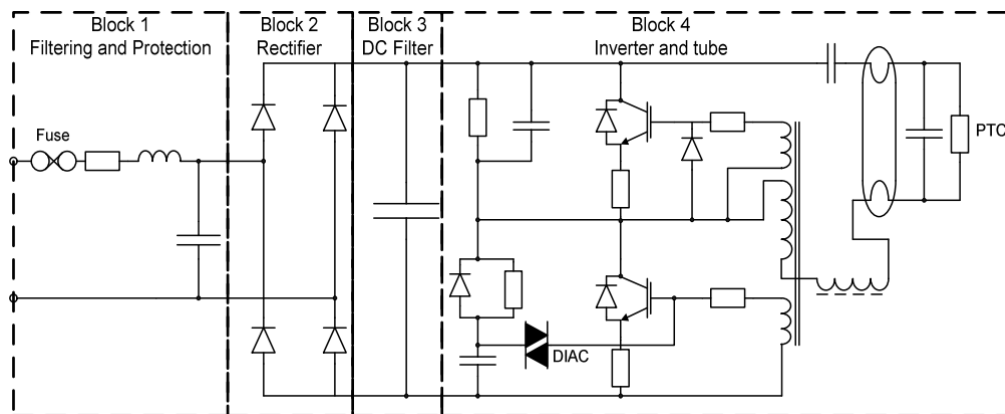 Block 1
Filtering and Protection
Block 2
Rectifier
Block 3
DC Filter
Block 4
Inverter and tube
Fuse
PTC
DIAC